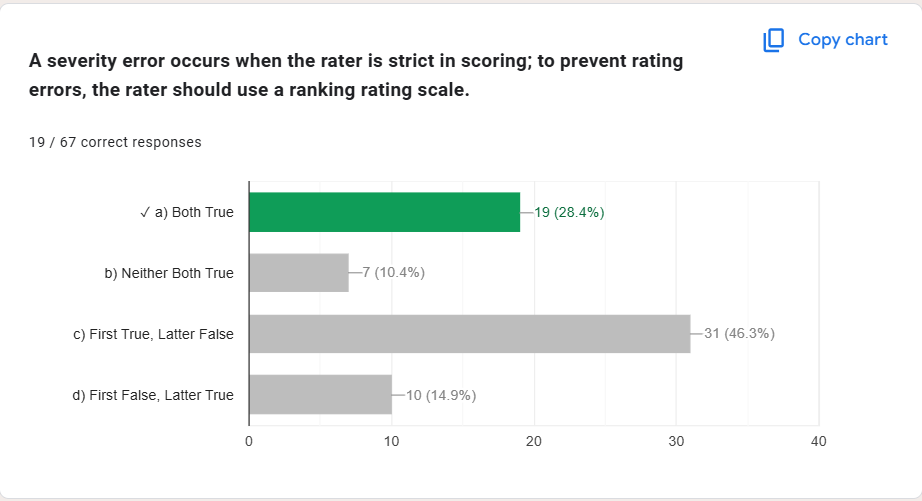 Copy chart
A severity error occurs when the rater is strict in scoring; to prevent rating
errors, the rater should use a ranking rating scale.
19 / 67 correct responses
✓ a) Both True
19 (28.4%)
b) Neither Both True
7 (10.4%)
c) First True, Latter False
31 (46.3%)
d) First False, Latter True
10 (14.9%)
0 10 20 30 40